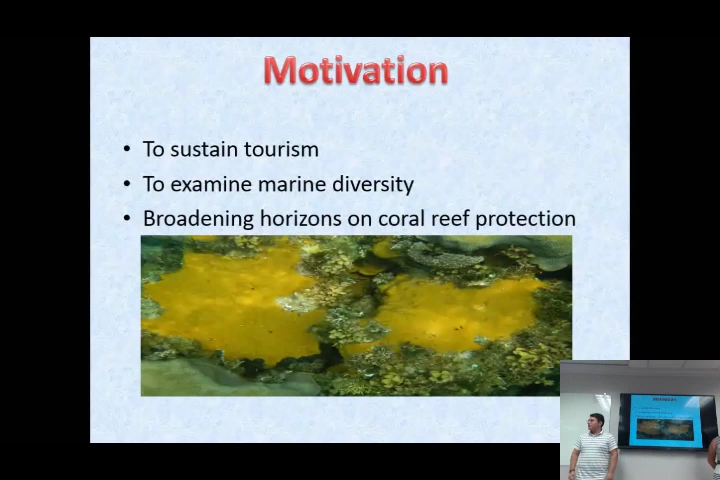 Motivation
• To sustain tourism
• To examine marine diversity
• Broadening horizons on coral reef protection